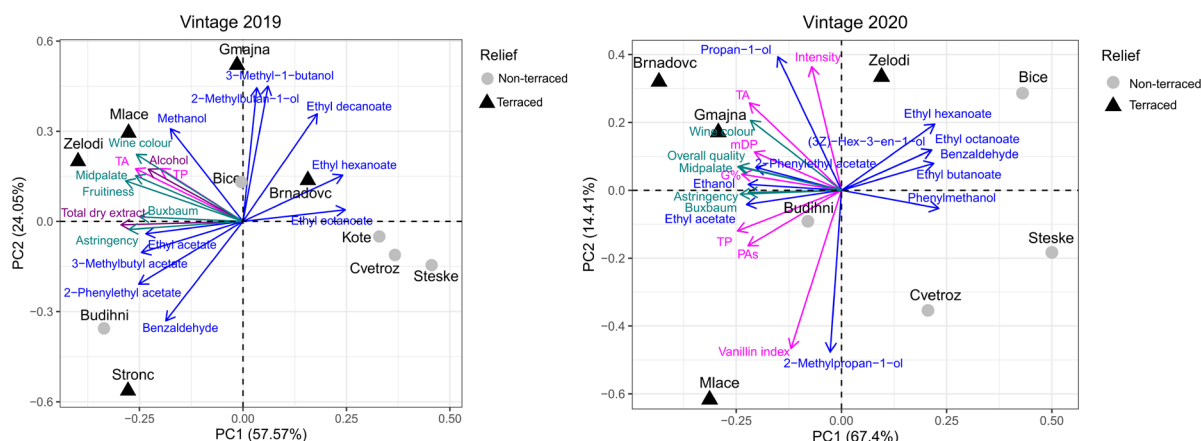 Vintage 2019
0.6
0.3
0.0
−0.3
−0.6
PC2 (24.05%)
Gmajna
3−Methyl−1−butanol
2−Methylbutan−1−ol
Ethyl decanoate
Methanol
Mlace
Wine colour
Zelodi
TA
Alcohol
TP
Midpalate
Fruitiness
Ethyl hexanoate
Bice
Brnadovc
Total dry extract
Buxbaum
Ethyl octanoate
Astringency
Ethyl acetate
Kote
3−Methylbutyl acetate
Cvetroz
Steske
2−Phenylethyl acetate
Budihni
Benzaldehyde
Stronc
−0.25
0.00
0.25
0.50
PC1 (57.57%)
Relief
Non−terraced
Terraced
Vintage 2020
0.4
0.2
0.0
−0.2
−0.4
−0.6
PC2 (14.41%)
Propan−1−ol
Intensity
Brnadovc
Zelodi
Bice
TA
Gmajna
Wine colour
Ethyl hexanoate
mDP
(3Z)−Hex−3−en−1−ol
Ethyl octanoate
Overall quality
2−Phenylethyl acetate
Benzaldehyde
Midpalate
G%
Ethyl butanoate
Ethanol
Astringency
Phenylmethanol
Buxbaum
Budihni
Ethyl acetate
TP
PAs
Steske
Cvetroz
Vanillin index
2−Methylpropan−1−ol
Mlace
−0.25
0.00
0.25
0.50
PC1 (67.4%)
Relief
Non−terraced
Terraced